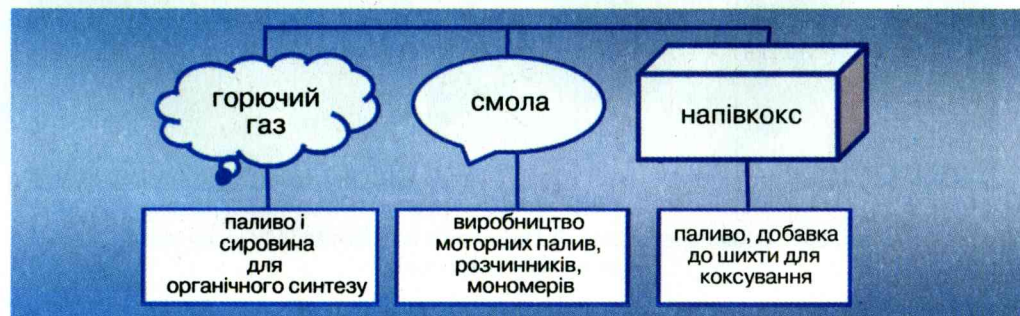 горючий
газ
смола
напівкокс
паливо і
сировина
для
органічного синтезу
виробництво
моторних палив,
розчинників,
мономерів
паливо, добавка
до шихти для
коксування